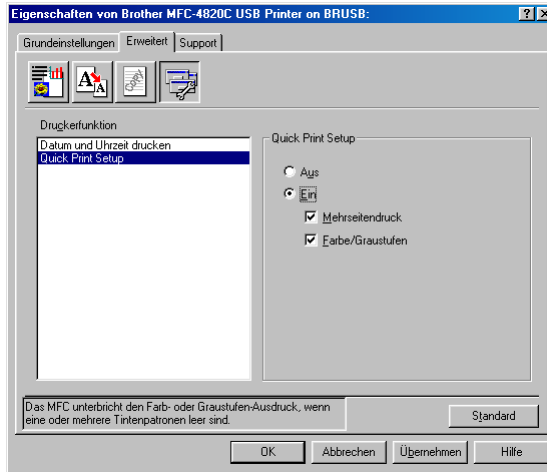 Eigenschaften von Brother MFC-4820C USB Printer on BRUSB:
Grundeinstellungen Erweitert Support
Druckerfunktion
Datum und Uhrzeit drucken
Quick Print Setup
Quick Print Setup
Aus
Ein
Mehrseitendruck
Farbe/Graustufen
Das MFC unterbricht den Farb- oder Graustufen-Ausdruck, wenn
eine oder mehrere Tintenpatronen leer sind.
Standard
OK Abbrechen Übernehmen Hilfe